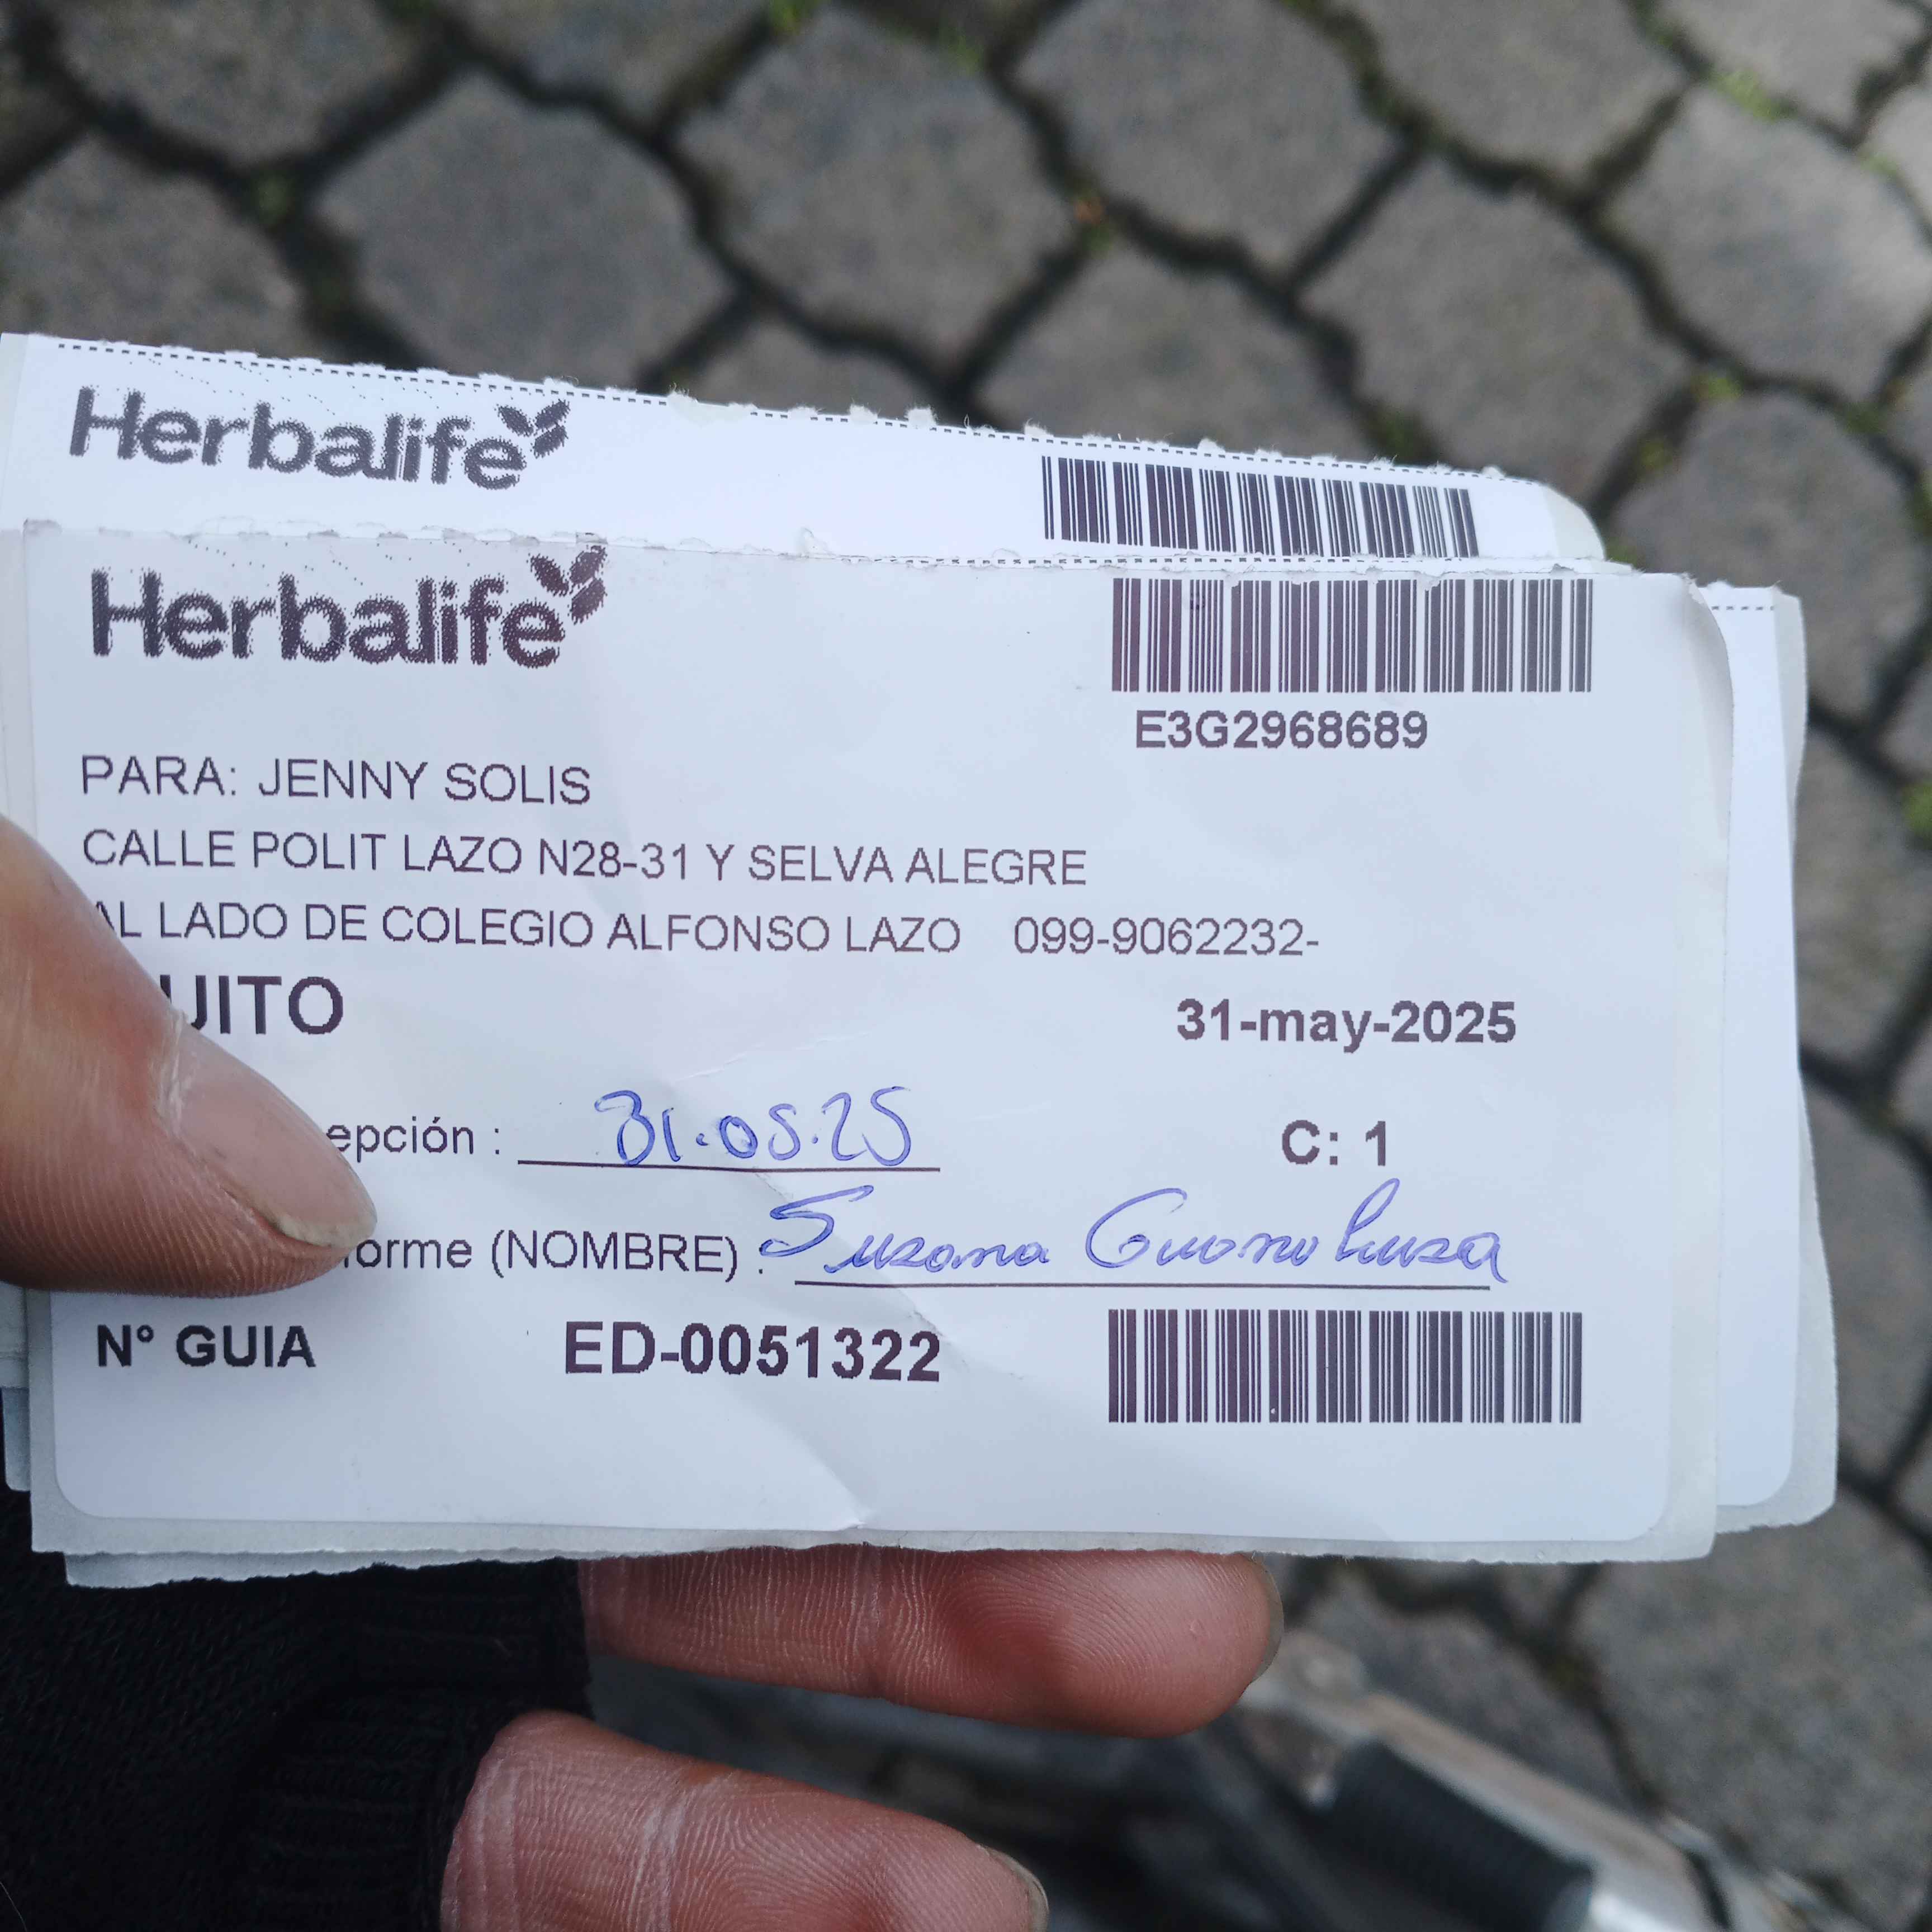 Herbalife
Herbalife
E3G2968689
PARA: JENNY SOLIS
CALLE POLIT LAZO N28-31 Y SELVA ALEGRE
AL LADO DE COLEGIO ALFONSO LAZO 099-9062232-
UITO
31-may-2025
epción : 31.05.25
C: 1
orme (NOMBRE) : Susana
N° GUIA ED-0051322